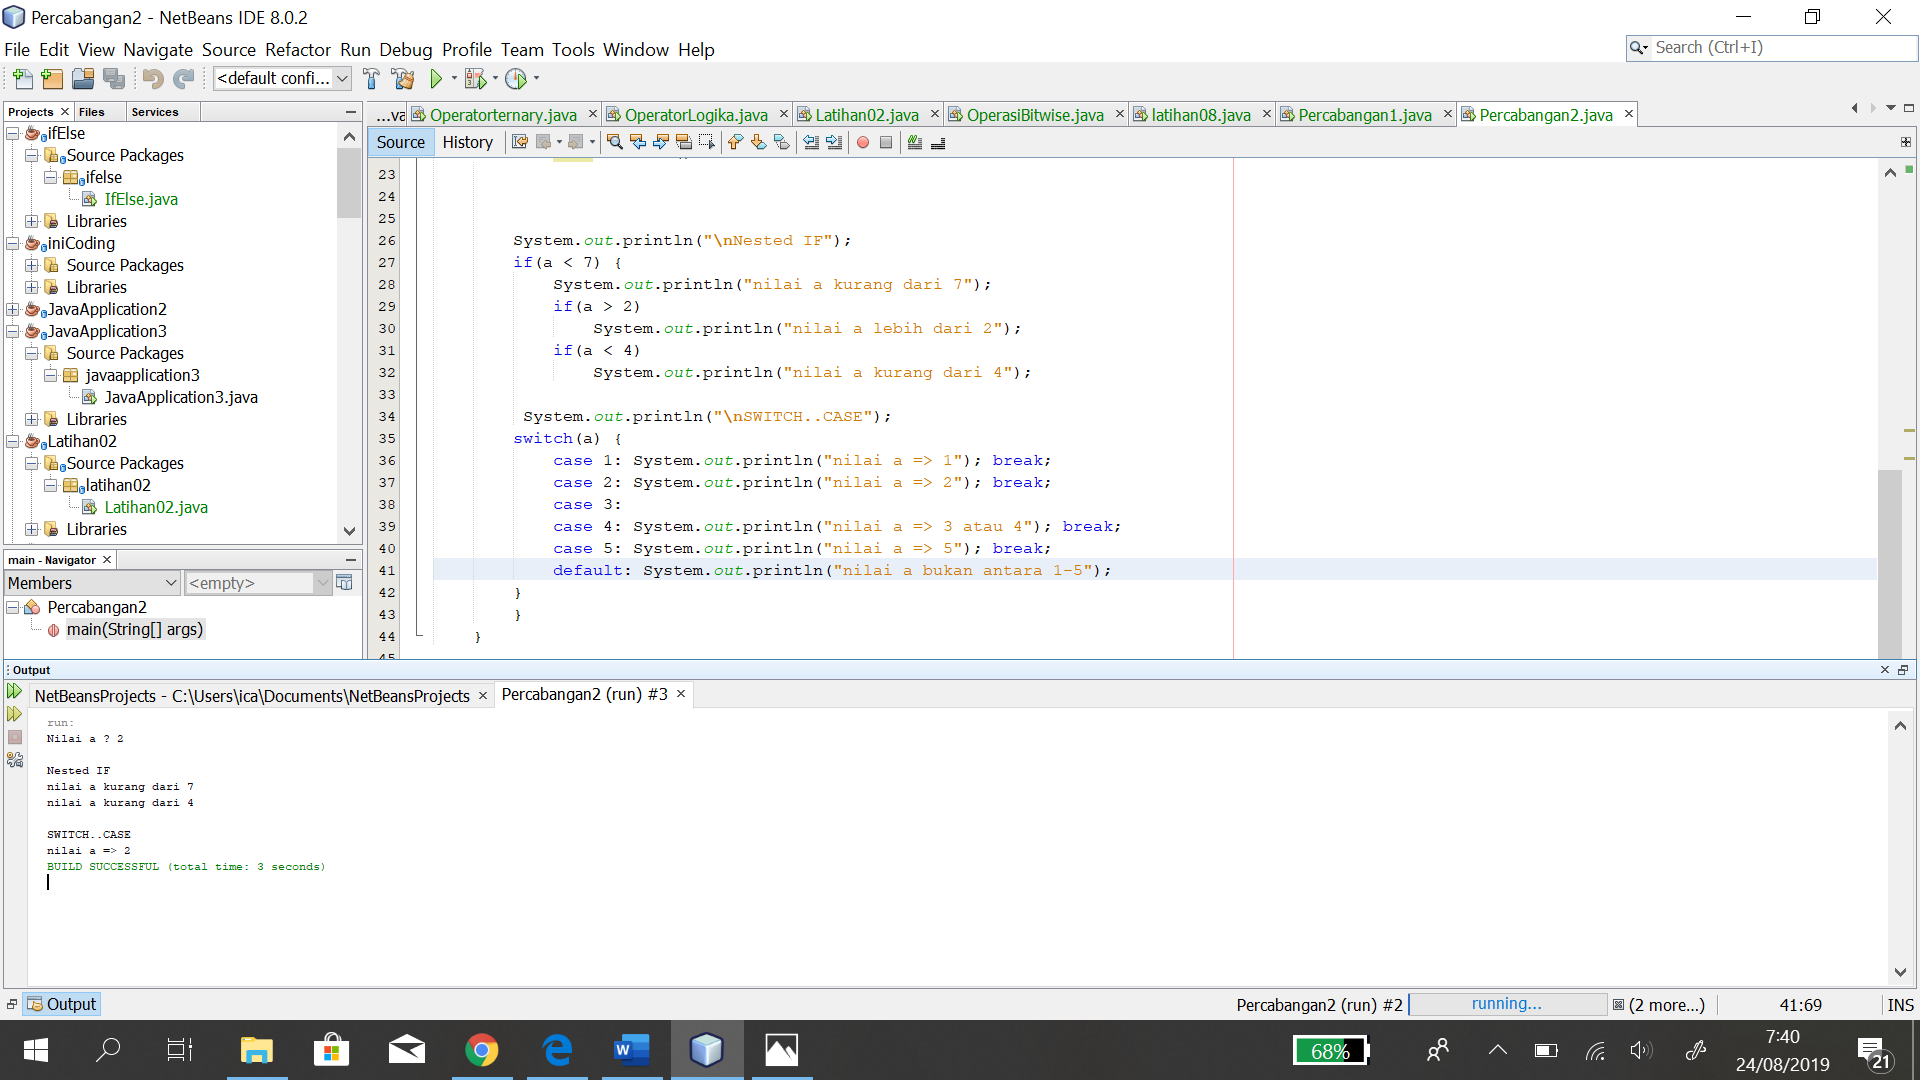 Percabangan2 - NetBeans IDE 8.0.2
File Edit View Navigate Source Refactor Run Debug Profile Team Tools Window Help
Search (Ctrl+I)
<default confi...
Projects
Files
Services
ifElse
Source Packages
ifelse
IfElse.java
Libraries
iniCoding
Source Packages
Libraries
JavaApplication2
JavaApplication3
Source Packages
javaapplication3
JavaApplication3.java
Libraries
Latihan02
Source Packages
latihan02
Latihan02.java
Libraries
main - Navigator
Members
<empty>
Percabangan2
main(String[] args)
...va Operatorternary.java OperatorLogika.java Latihan02.java OperasiBitwise.java latihan08.java Percabangan1.java Percabangan2.java
Source History
23
24
25
26 System.out.println("\nNested IF");
27 if(a < 7) {
28 System.out.println("nilai a kurang dari 7");
29 if(a > 2)
30 System.out.println("nilai a lebih dari 2");
31 if(a < 4)
32 System.out.println("nilai a kurang dari 4");
33
34 System.out.println("\nSWITCH..CASE");
35 switch(a) {
36 case 1: System.out.println("nilai a => 1"); break;
37 case 2: System.out.println("nilai a => 2"); break;
38 case 3:
39 case 4: System.out.println("nilai a => 3 atau 4"); break;
40 case 5: System.out.println("nilai a => 5"); break;
41 default: System.out.println("nilai a bukan antara 1-5");
42 }
43 }
44 }
45
Output
NetBeansProjects - C:\Users\ica\Documents\NetBeansProjects
Percabangan2 (run) #3
run:
Nilai a ? 2
Nested IF
nilai a kurang dari 7
nilai a kurang dari 4
SWITCH..CASE
nilai a => 2
BUILD SUCCESSFUL (total time: 3 seconds)
Output
Percabangan2 (run) #2
running...
(2 more...)
41:69
INS
68%
7:40
24/08/2019
21